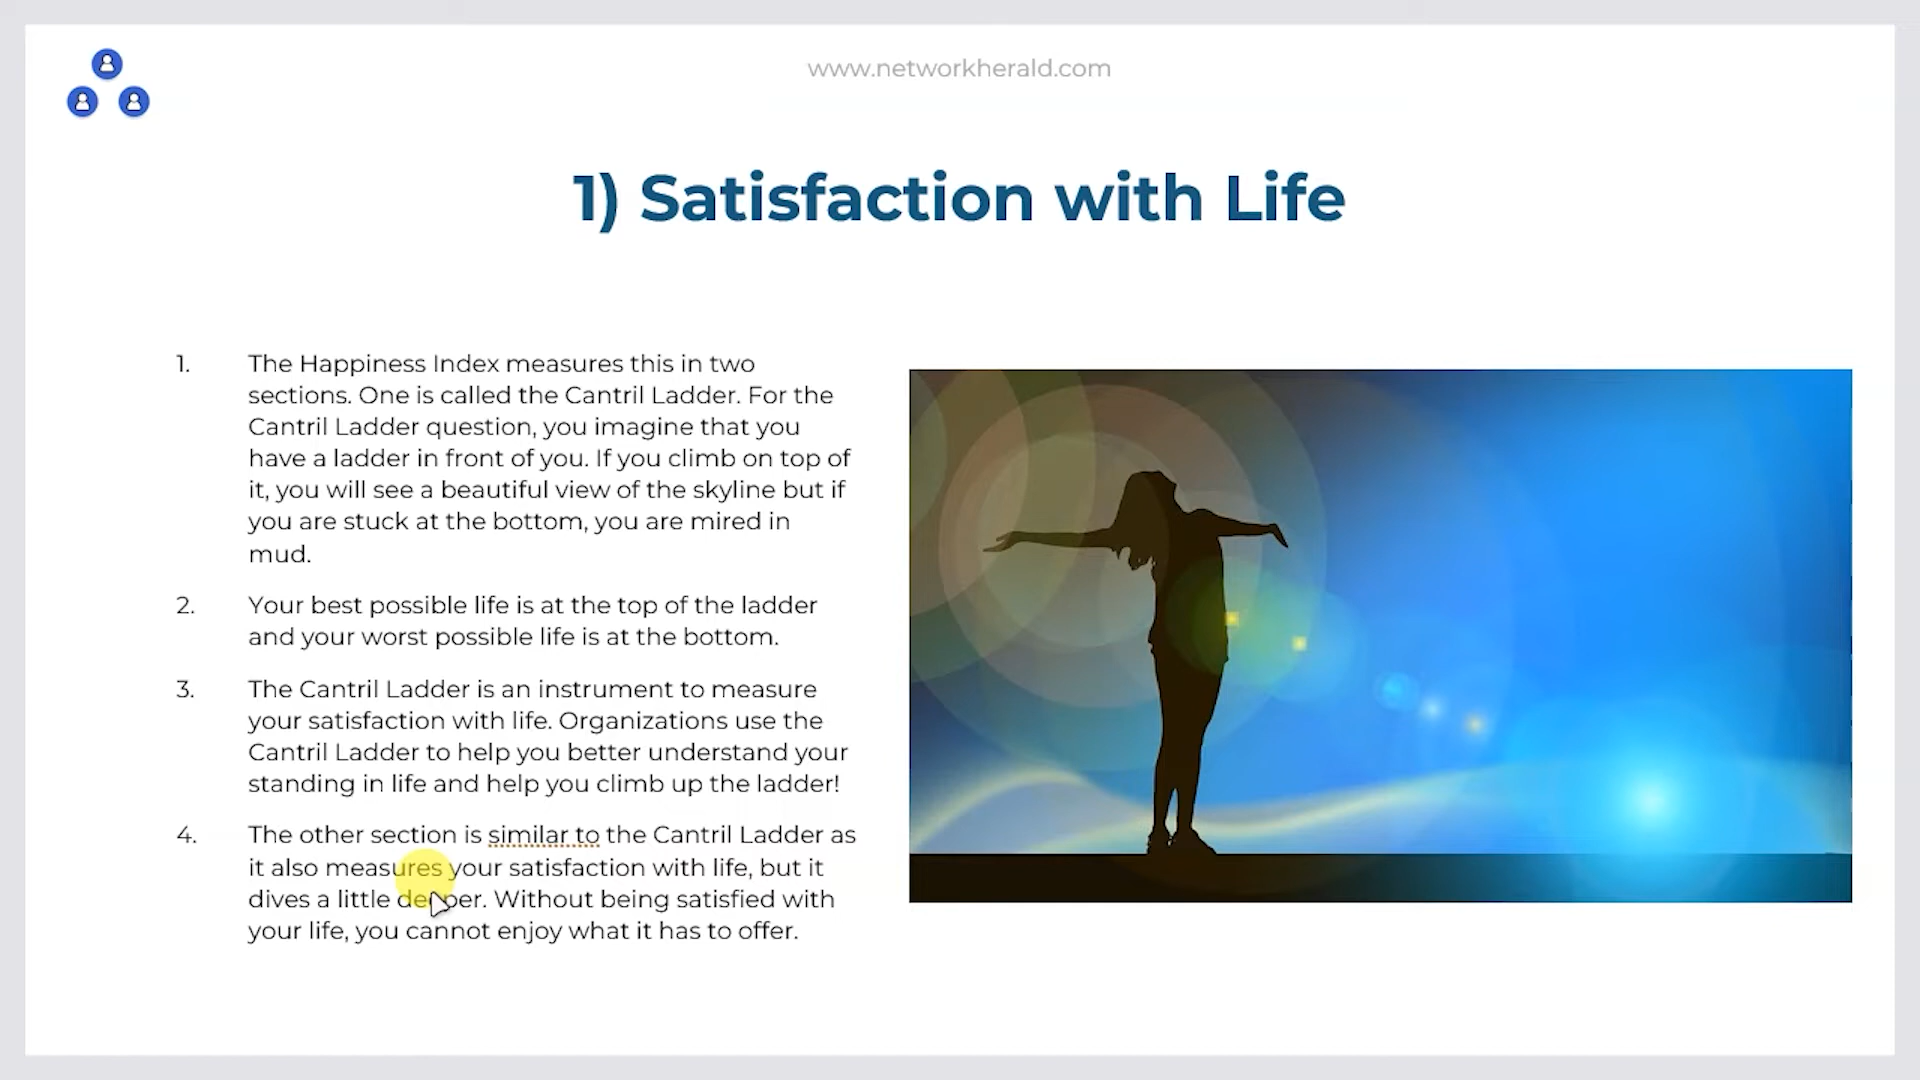 www.networkherald.com
1) Satisfaction with Life
1. The Happiness Index measures this in two
sections. One is called the Cantril Ladder. For the
Cantril Ladder question, you imagine that you
have a ladder in front of you. If you climb on top of
it, you will see a beautiful view of the skyline but if
you are stuck at the bottom, you are mired in
mud.
2. Your best possible life is at the top of the ladder
and your worst possible life is at the bottom.
3. The Cantril Ladder is an instrument to measure
your satisfaction with life. Organizations use the
Cantril Ladder to help you better understand your
standing in life and help you climb up the ladder!
4. The other section is similar to the Cantril Ladder as
it also measures your satisfaction with life, but it
dives a little deeper. Without being satisfied with
your life, you cannot enjoy what it has to offer.